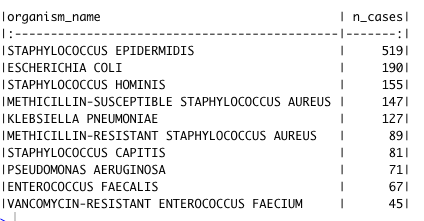 |organism_name | n_cases|
|:--------------------------------------------|-------:|
|STAPHYLOCOCCUS EPIDERMIDIS | 519|
|ESCHERICHIA COLI | 190|
|STAPHYLOCOCCUS HOMINIS | 155|
|METHICILLIN-SUSCEPTIBLE STAPHYLOCOCCUS AUREUS | 147|
|KLEBSIELLA PNEUMONIAE | 127|
|METHICILLIN-RESISTANT STAPHYLOCOCCUS AUREUS | 89|
|STAPHYLOCOCCUS CAPITIS | 81|
|PSEUDOMONAS AERUGINOSA | 71|
|ENTEROCOCCUS FAECALIS | 67|
|VANCOMYCIN-RESISTANT ENTEROCOCCUS FAECIUM | 45|
>